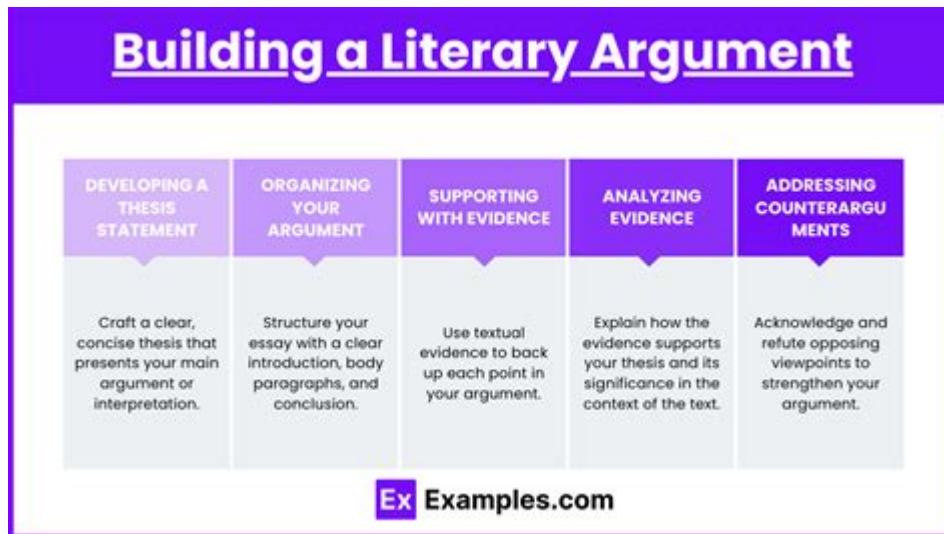 Building a Literary Argument
DEVELOPING A
THESIS
STATEMENT
Craft a clear,
concise thesis that
presents your main
argument or
interpretation.
ORGANIZING
YOUR
ARGUMENT
Structure your
essay with a clear
introduction, body
paragraphs, and
conclusion.
SUPPORTING
WITH EVIDENCE
Use textual
evidence to back
up each point in
your argument.
ANALYZING
EVIDENCE
Explain how the
evidence supports
your thesis and its
significance in the
context of the text.
ADDRESSING
COUNTERARGU
MENTS
Acknowledge and
refute opposing
viewpoints to
strengthen your
argument.
Ex Examples.com